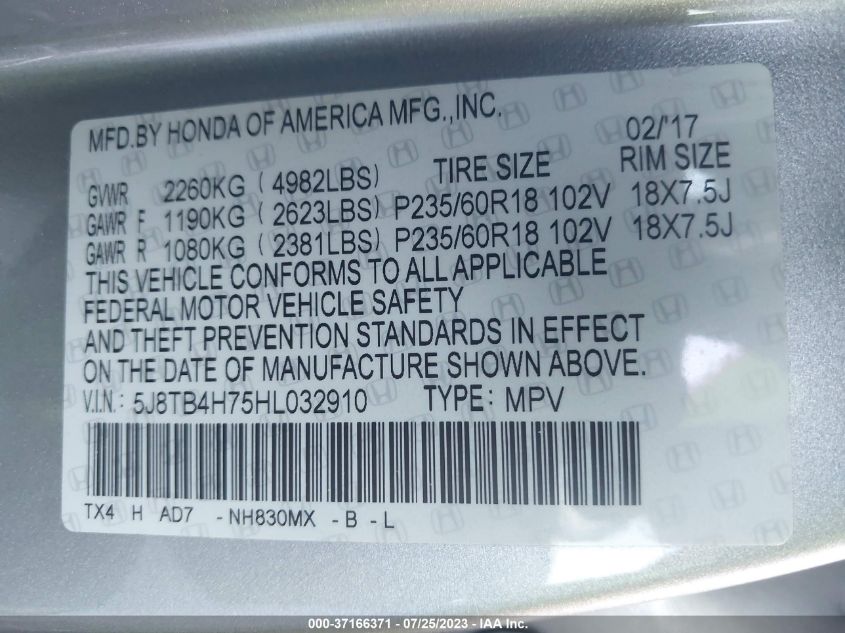 MFD.BY HONDA OF AMERICA MFG.,INC. 02/'17
GVWR 2260KG (4982LBS) TIRE SIZE RIM SIZE
GAWR F 1190KG (2623LBS) P235/60R18 102V 18X7.5J
GAWR R 1080KG (2381LBS) P235/60R18 102V 18X7.5J
THIS VEHICLE CONFORMS TO ALL APPLICABLE
FEDERAL MOTOR VEHICLE SAFETY
AND THEFT PREVENTION STANDARDS IN EFFECT
ON THE DATE OF MANUFACTURE SHOWN ABOVE.
V.I.N.: 5J8TB4H75HL032910 TYPE: MPV
TX4 H AD7 -NH830MX -B -L
000-37166371 - 07/25/2023 - IAA Inc.